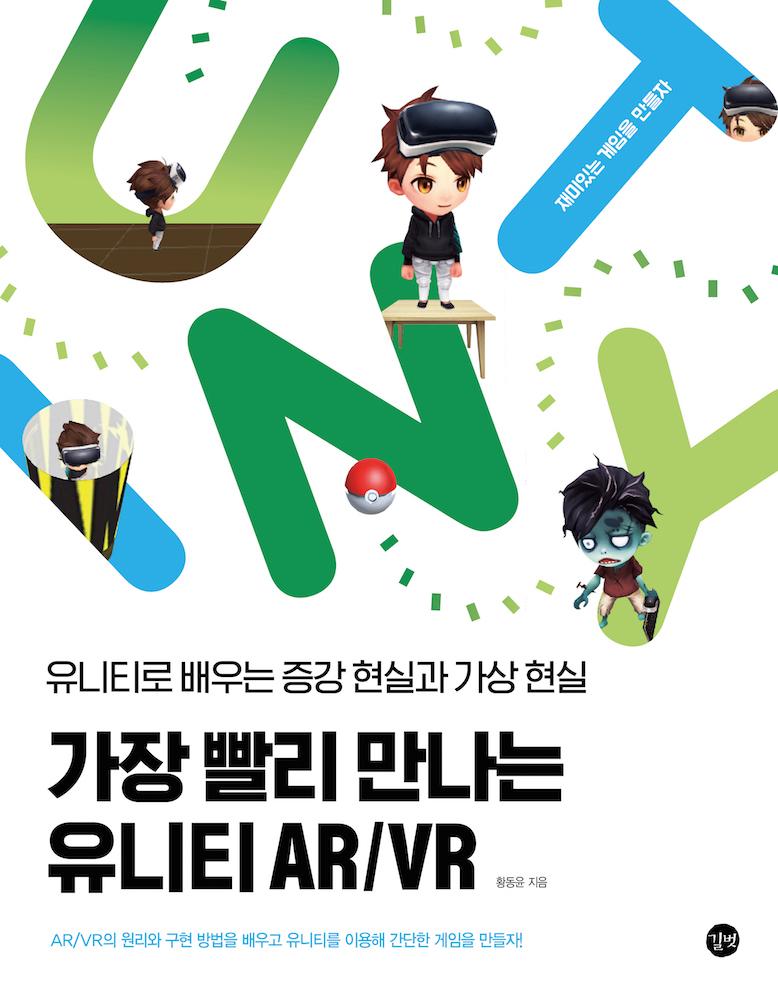 UNITY
재미있는 게임을 만들자
유니티로 배우는 증강 현실과 가상 현실
가장 빨리 만나는
유니티 AR/VR
황동윤 지음
AR/VR의 원리와 구현 방법을 배우고 유니티를 이용해 간단한 게임을 만들자!
길벗